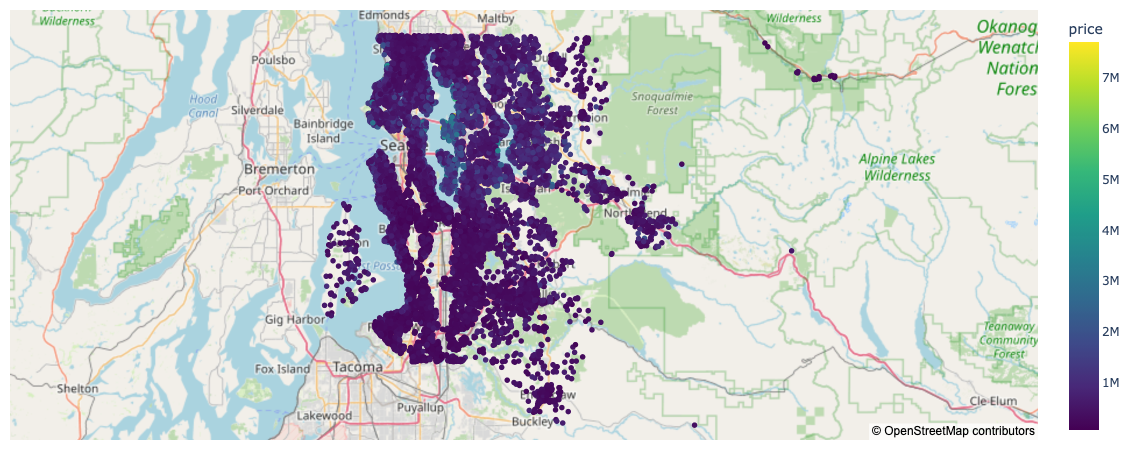 Edmonds
Maltby
Wilderness
Wilderness
Okanog
Wenatch
Nation
Fores
price
Poulsbo
7M
Hood
Canal
Silverdale
Snoqualmie
Forest
6M
Bainbridge
Island
Seat
Alpine Lakes
Wilderness
5M
Bremerton
Port Orchard
North Bend
4M
3M
Gig Harbor
2M
Teanaway
Community
Forest
Fox Island
Tacoma
1M
Shelton
Puyallup
Cle Elum
Lakewood
Buckley
© OpenStreetMap contributors